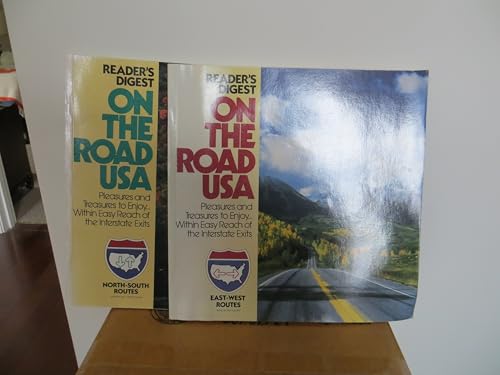 READER'S
DIGEST
ON
THE
ROAD
USA
Pleasures and
Treasures to Enjoy...
Within Easy Reach of
the Interstate Exits
NORTH-SOUTH
ROUTES
READER'S
DIGEST
ON
THE
ROAD
USA
Pleasures and
Treasures to Enjoy...
Within Easy Reach of
the Interstate Exits
EAST-WEST
ROUTES